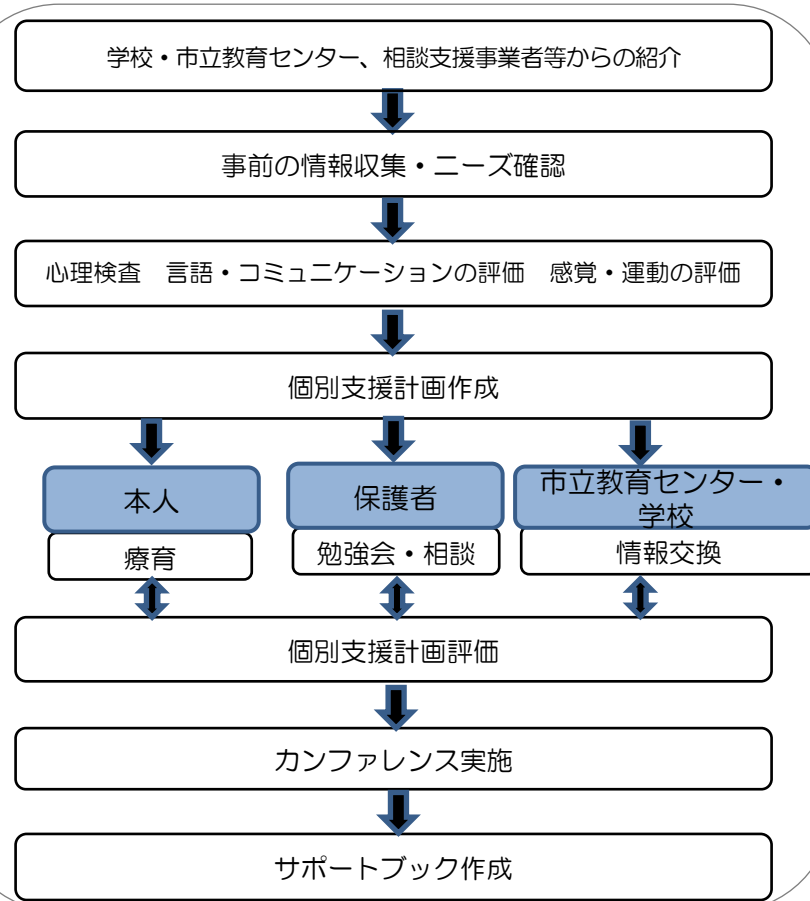 学校・市立教育センター、相談支援事業者等からの紹介
事前の情報収集・ニーズ確認
心理検査　言語・コミュニケーションの評価　感覚・運動の評価
個別支援計画作成
本人
療育
保護者
勉強会・相談
市立教育センター・
学校
情報交換
個別支援計画評価
カンファレンス実施
サポートブック作成